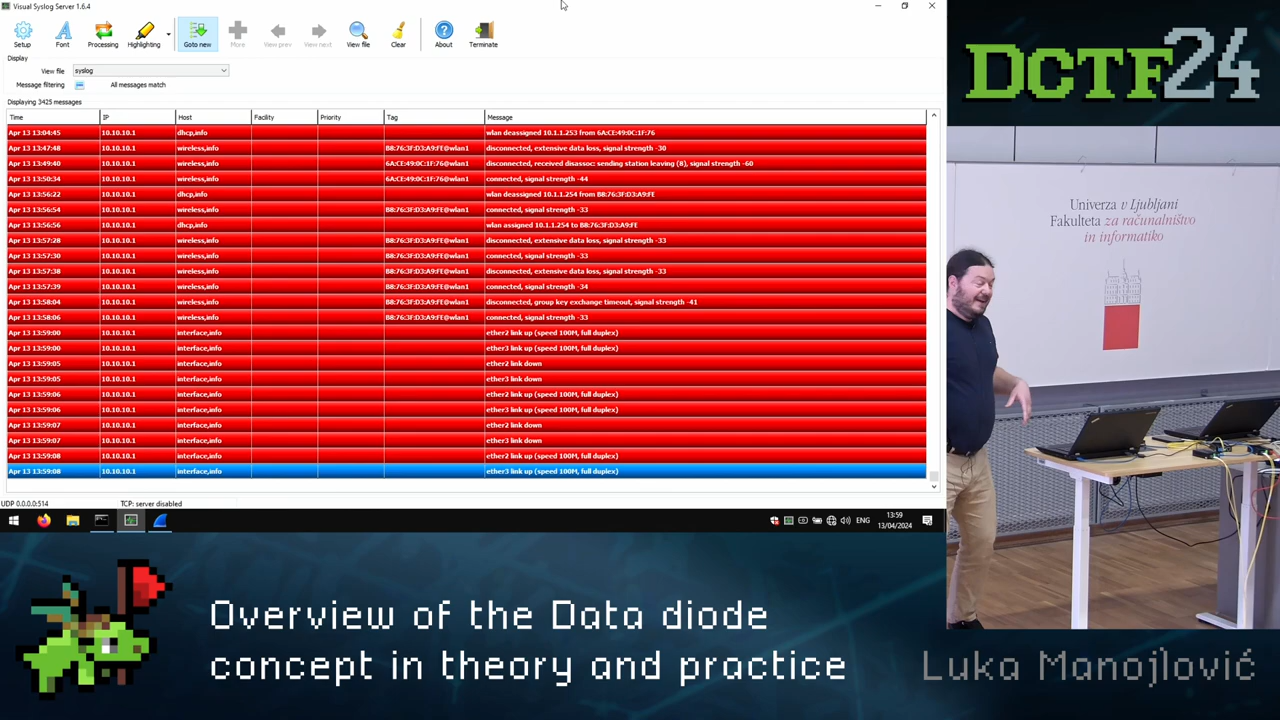 Visual Syslog Server 1.6.4
Setup Font Processing Highlighting Goto new More View prev View next View file Clear About Terminate
Display
View file syslog
Message filtering All messages match
Displaying 3425 messages
Time IP Host Facility Priority Tag Message
Apr 13 13:04:45 10.10.10.1 dhcp,info wlan deassigned 10.1.1.253 from 6A:CE:49:0C:1F:76
Apr 13 13:47:48 10.10.10.1 wireless,info B8:76:3F:D3:A9:FE@wlan1 disconnected, extensive data loss, signal strength -30
Apr 13 13:49:40 10.10.10.1 wireless,info 6A:CE:49:0C:1F:76@wlan1 disconnected, received disassoc: sending station leaving (8), signal strength -60
Apr 13 13:50:34 10.10.10.1 wireless,info 6A:CE:49:0C:1F:76@wlan1 connected, signal strength -44
Apr 13 13:56:22 10.10.10.1 dhcp,info wlan deassigned 10.1.1.254 from B8:76:3F:D3:A9:FE
Apr 13 13:56:54 10.10.10.1 wireless,info B8:76:3F:D3:A9:FE@wlan1 connected, signal strength -33
Apr 13 13:56:56 10.10.10.1 dhcp,info wlan assigned 10.1.1.254 to B8:76:3F:D3:A9:FE
Apr 13 13:57:28 10.10.10.1 wireless,info B8:76:3F:D3:A9:FE@wlan1 disconnected, extensive data loss, signal strength -33
Apr 13 13:57:30 10.10.10.1 wireless,info B8:76:3F:D3:A9:FE@wlan1 connected, signal strength -33
Apr 13 13:57:38 10.10.10.1 wireless,info B8:76:3F:D3:A9:FE@wlan1 disconnected, extensive data loss, signal strength -33
Apr 13 13:57:39 10.10.10.1 wireless,info B8:76:3F:D3:A9:FE@wlan1 connected, signal strength -34
Apr 13 13:58:04 10.10.10.1 wireless,info B8:76:3F:D3:A9:FE@wlan1 disconnected, group key exchange timeout, signal strength -41
Apr 13 13:58:06 10.10.10.1 wireless,info B8:76:3F:D3:A9:FE@wlan1 connected, signal strength -33
Apr 13 13:59:00 10.10.10.1 interface,info ether2 link up (speed 100M, full duplex)
Apr 13 13:59:00 10.10.10.1 interface,info ether3 link up (speed 100M, full duplex)
Apr 13 13:59:05 10.10.10.1 interface,info ether2 link down
Apr 13 13:59:05 10.10.10.1 interface,info ether3 link down
Apr 13 13:59:06 10.10.10.1 interface,info ether2 link up (speed 100M, full duplex)
Apr 13 13:59:06 10.10.10.1 interface,info ether3 link up (speed 100M, full duplex)
Apr 13 13:59:07 10.10.10.1 interface,info ether2 link down
Apr 13 13:59:07 10.10.10.1 interface,info ether3 link down
Apr 13 13:59:08 10.10.10.1 interface,info ether2 link up (speed 100M, full duplex)
Apr 13 13:59:08 10.10.10.1 interface,info ether3 link up (speed 100M, full duplex)
UDP 0.0.0.0:514 TCP: server disabled
ENG 13:59
13/04/2024
DCTF24
Univerza v Ljubljani
Fakulteta za računalništvo
in informatiko
Overview of the Data diode
concept in theory and practice
Luka Manojlović